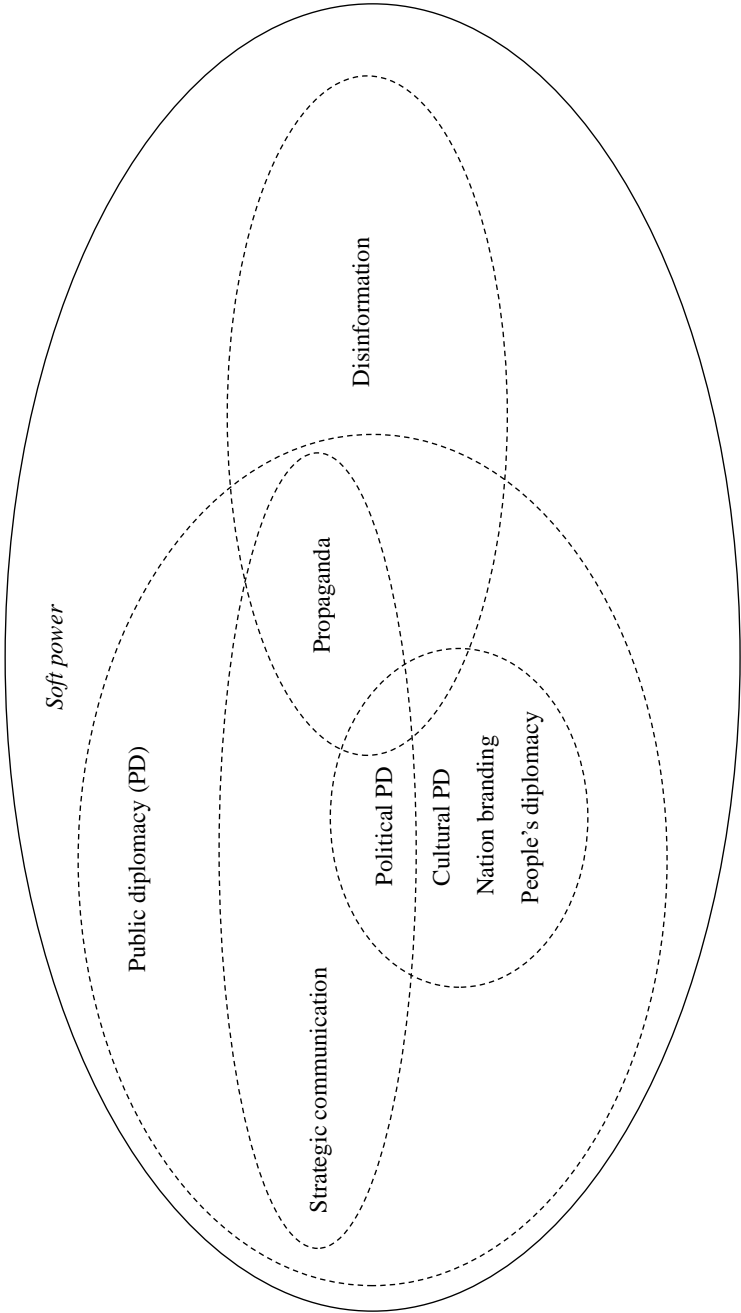 Soft power
Public diplomacy (PD)
Strategic communication
Propaganda
Disinformation
Political PD
Cultural PD
Nation branding
People’s diplomacy